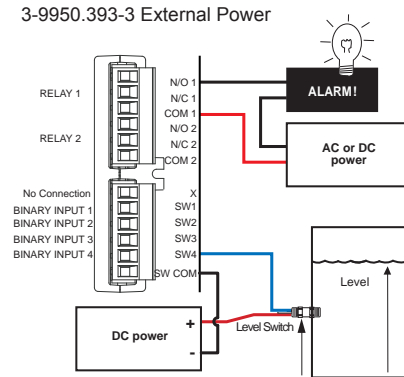 3-9950.393-3 External Power
RELAY 1
RELAY 2
N/O 1
N/C 1
COM 1
N/O 2
N/C 2
COM 2
ALARM!
AC or DC
power
No Connection
BINARY INPUT 1
BINARY INPUT 2
BINARY INPUT 3
BINARY INPUT 4
X
SW1
SW2
SW3
SW4
SW COM
Level
Level Switch
DC power
+
-